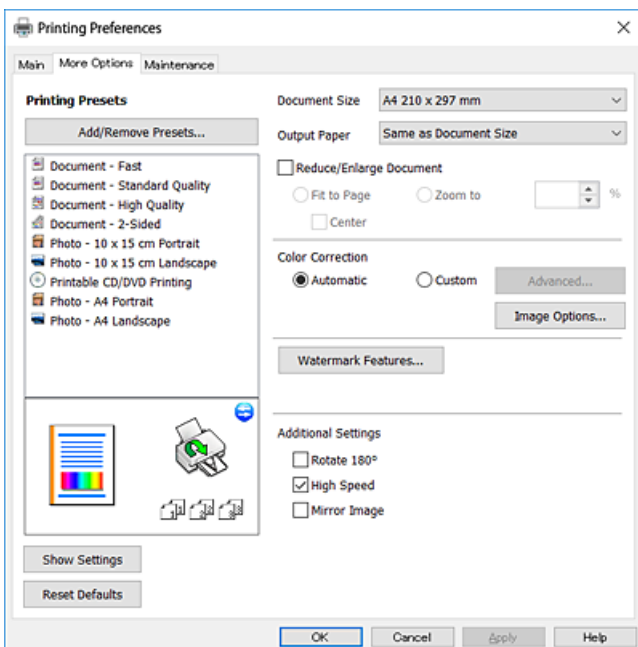 Printing Preferences
Main More Options Maintenance
Printing Presets
Add/Remove Presets...
Document - Fast
Document - Standard Quality
Document - High Quality
Document - 2-Sided
Photo - 10 x 15 cm Portrait
Photo - 10 x 15 cm Landscape
Printable CD/DVD Printing
Photo - A4 Portrait
Photo - A4 Landscape
Show Settings
Reset Defaults
Document Size A4 210 x 297 mm
Output Paper Same as Document Size
Reduce/Enlarge Document
Fit to Page Zoom to %
Center
Color Correction
Automatic Custom Advanced...
Image Options...
Watermark Features...
Additional Settings
Rotate 180º
High Speed
Mirror Image
OK Cancel Apply Help